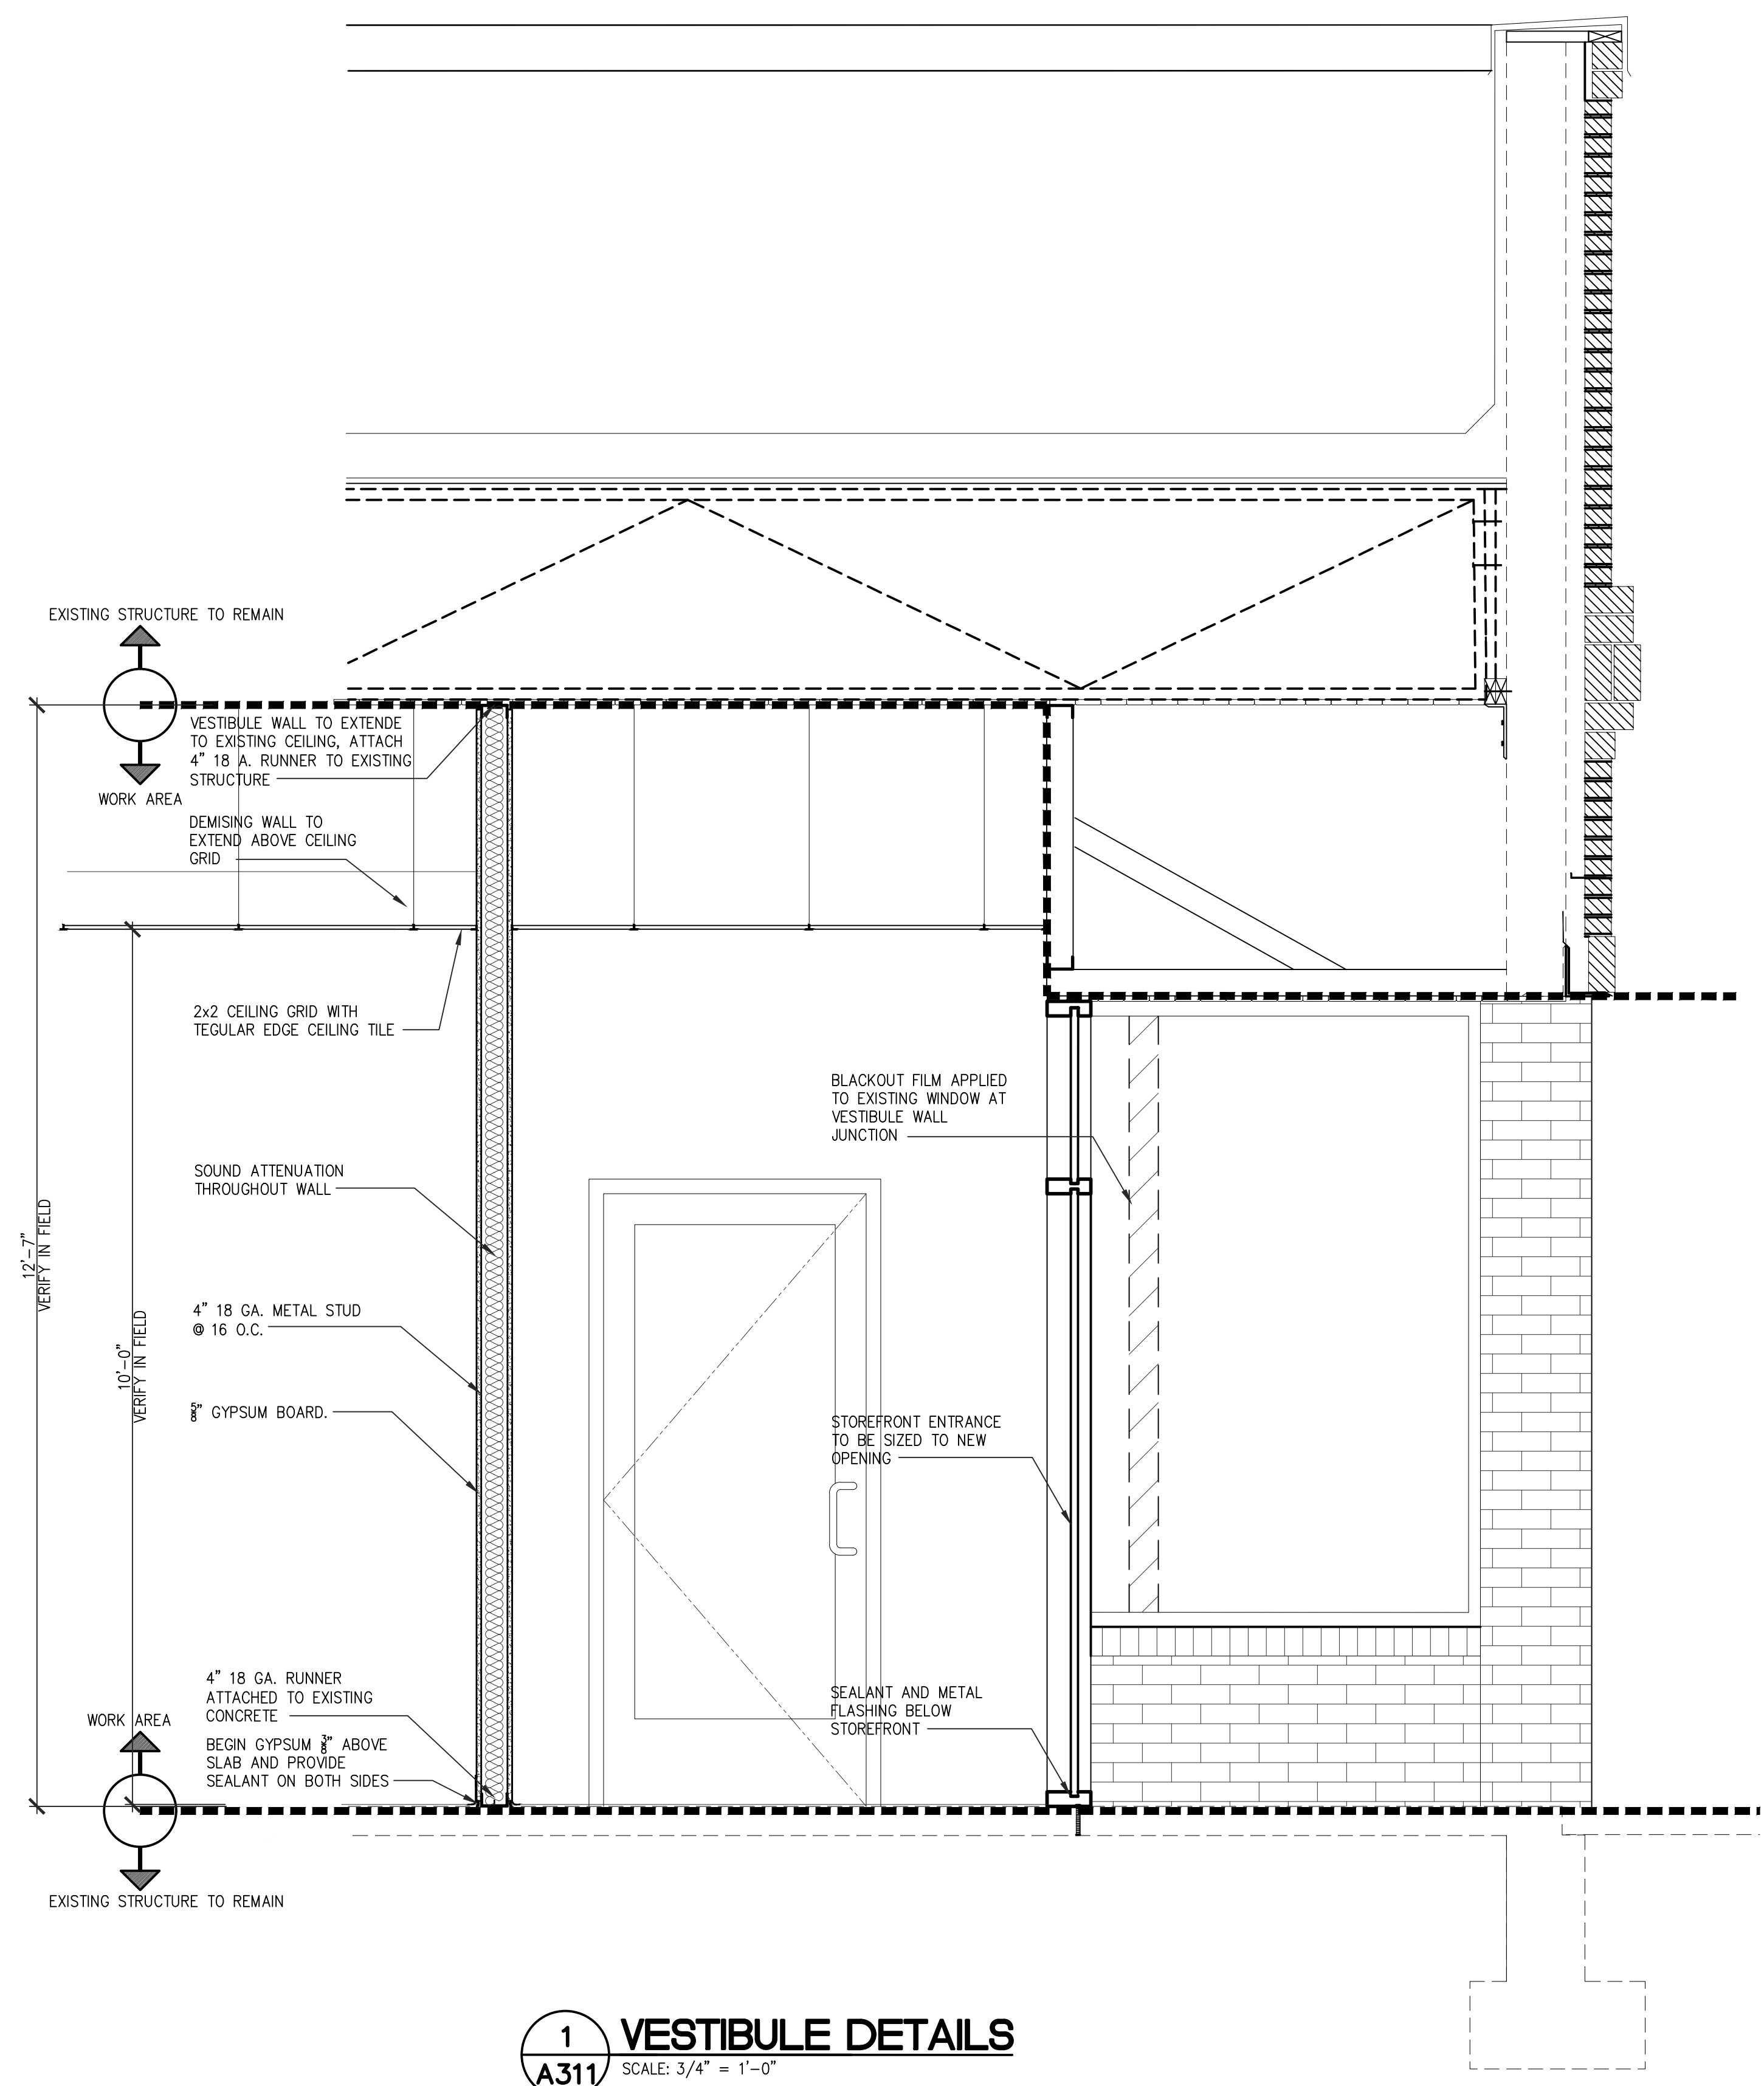 EXISTING STRUCTURE TO REMAIN
VESTIBULE WALL TO EXTENDE
TO EXISTING CEILING, ATTACH
4" 18 A. RUNNER TO EXISTING
STRUCTURE
WORK AREA
DEMISING WALL TO
EXTEND ABOVE CEILING
GRID
2x2 CEILING GRID WITH
TEGULAR EDGE CEILING TILE
BLACKOUT FILM APPLIED
TO EXISTING WINDOW AT
VESTIBULE WALL
JUNCTION
SOUND ATTENUATION
THROUGHOUT WALL
12'-7"
VERIFY IN FIELD
10'-0"
VERIFY IN FIELD
4" 18 GA. METAL STUD
@ 16 O.C.
5/8" GYPSUM BOARD.
STOREFRONT ENTRANCE
TO BE SIZED TO NEW
OPENING
4" 18 GA. RUNNER
ATTACHED TO EXISTING
CONCRETE
SEALANT AND METAL
FLASHING BELOW
STOREFRONT
WORK AREA
BEGIN GYPSUM 3/8" ABOVE
SLAB AND PROVIDE
SEALANT ON BOTH SIDES
EXISTING STRUCTURE TO REMAIN
1
A311
VESTIBULE DETAILS
SCALE: 3/4" = 1'-0"